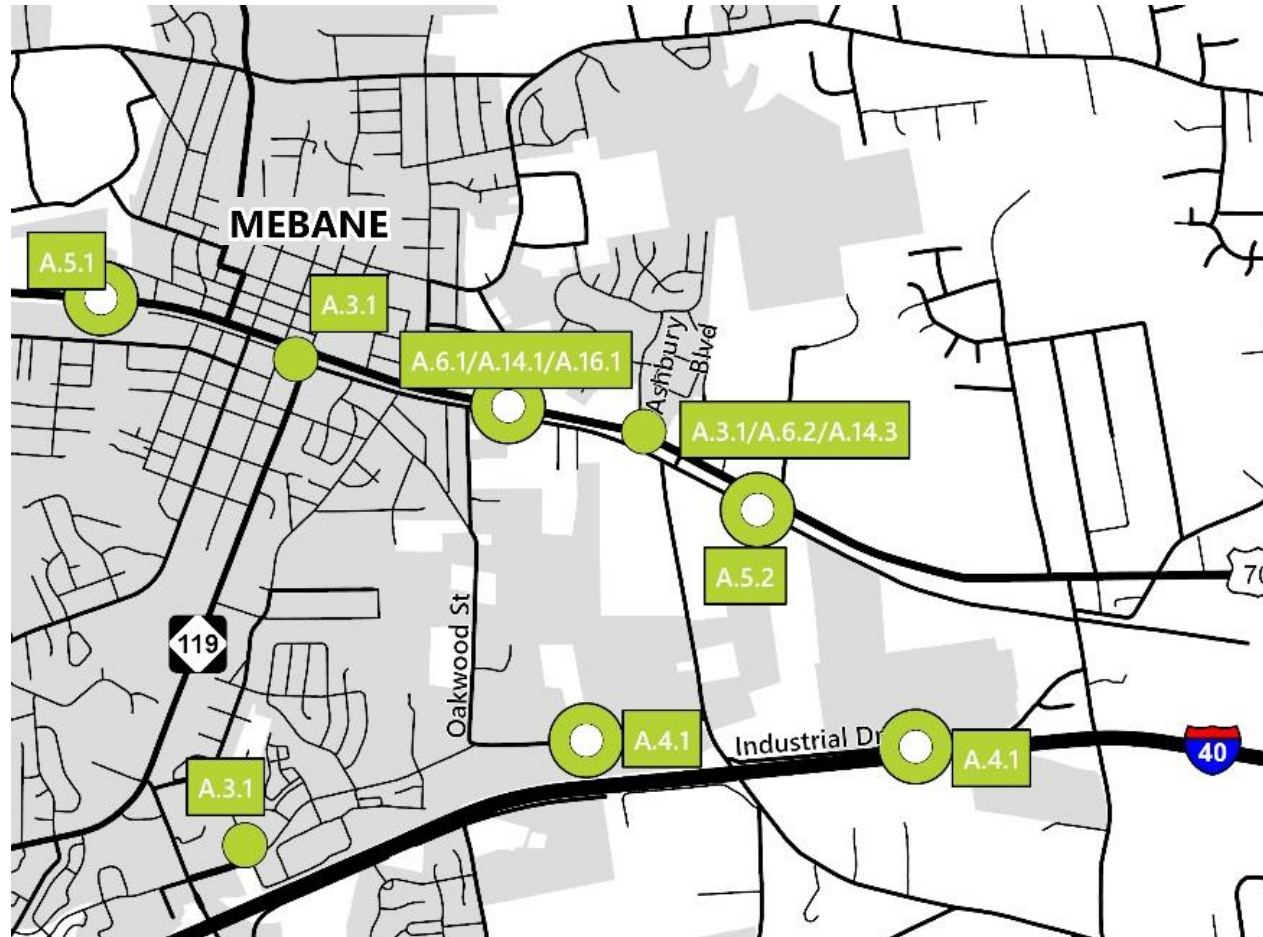 MEBANE
A.5.1
A.3.1
A.6.1/A.14.1/A.16.1
Ashbury
Blvd
A.3.1/A.6.2/A.14.3
A.5.2
70
119
Oakwood St
A.4.1
Industrial Dr
A.4.1
40
A.3.1